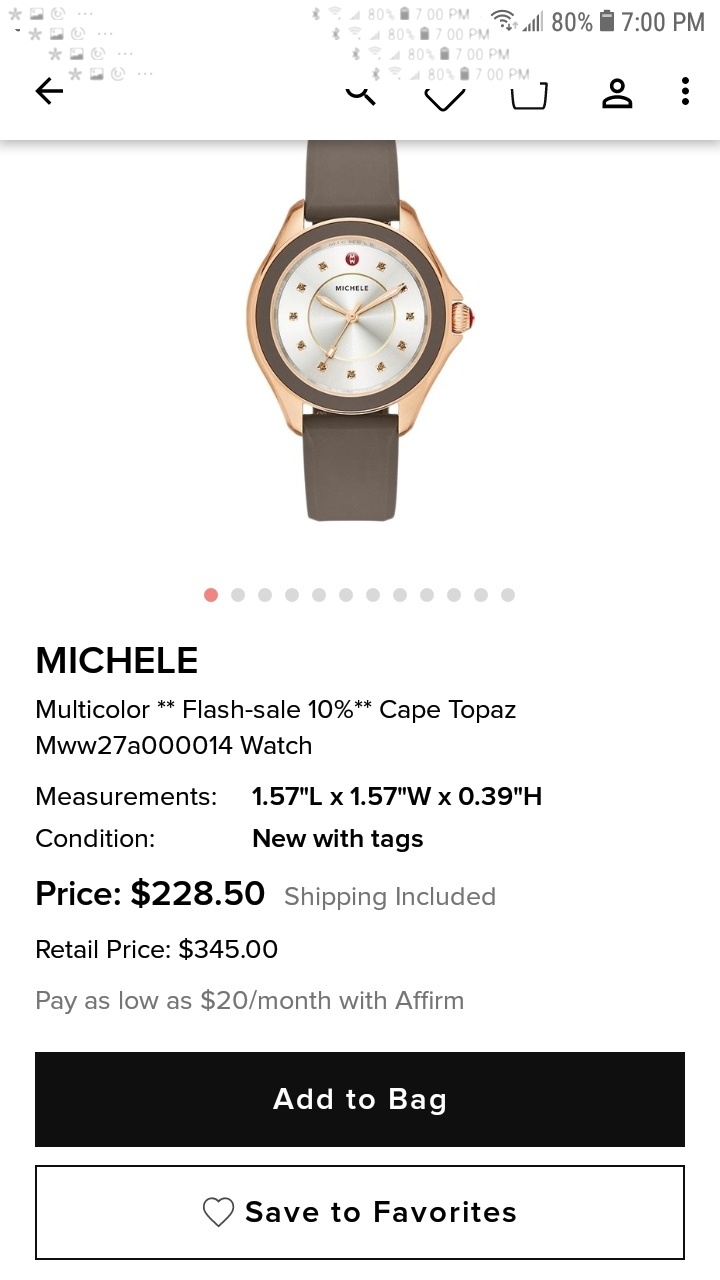 80% 7:00 PM
80% 7:00 PM
80% 7:00 PM
80% 7:00 PM
80% 7:00 PM
MICHELE
MICHELE
Multicolor ** Flash-sale 10%** Cape Topaz
Mww27a000014 Watch
Measurements: 1.57"L x 1.57"W x 0.39"H
Condition: New with tags
Price: $228.50 Shipping Included
Retail Price: $345.00
Pay as low as $20/month with Affirm
Add to Bag
Save to Favorites